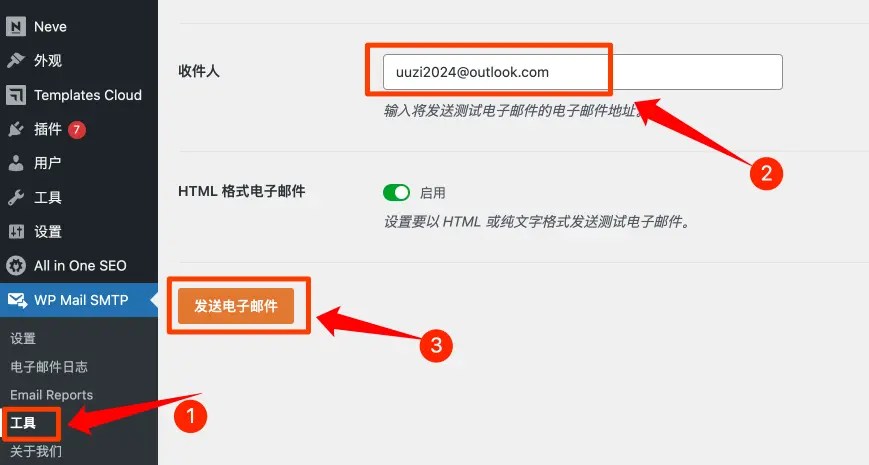 Neve
外观
Templates Cloud
插件 7
用户
工具
设置
All in One SEO
WP Mail SMTP
设置
电子邮件日志
Email Reports
工具
关于我们
收件人
uuzi2024@outlook.com
输入将发送测试电子邮件的电子邮件地址。
2
HTML 格式电子邮件
启用
设置要以 HTML 或纯文字格式发送测试电子邮件。
发送电子邮件
3
1